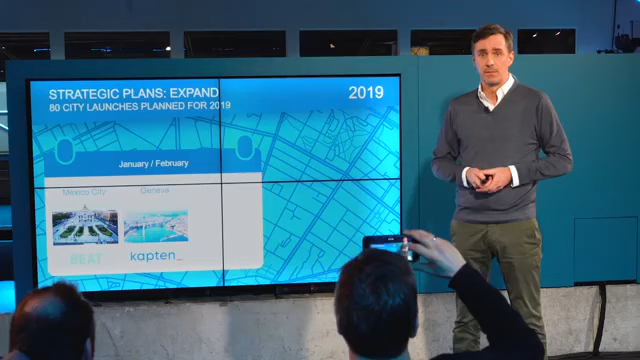 STRATEGIC PLANS: EXPAND
2019
80 CITY LAUNCHES PLANNED FOR 2019
January / February
Mexico City
Geneva
BEAT
kapten_